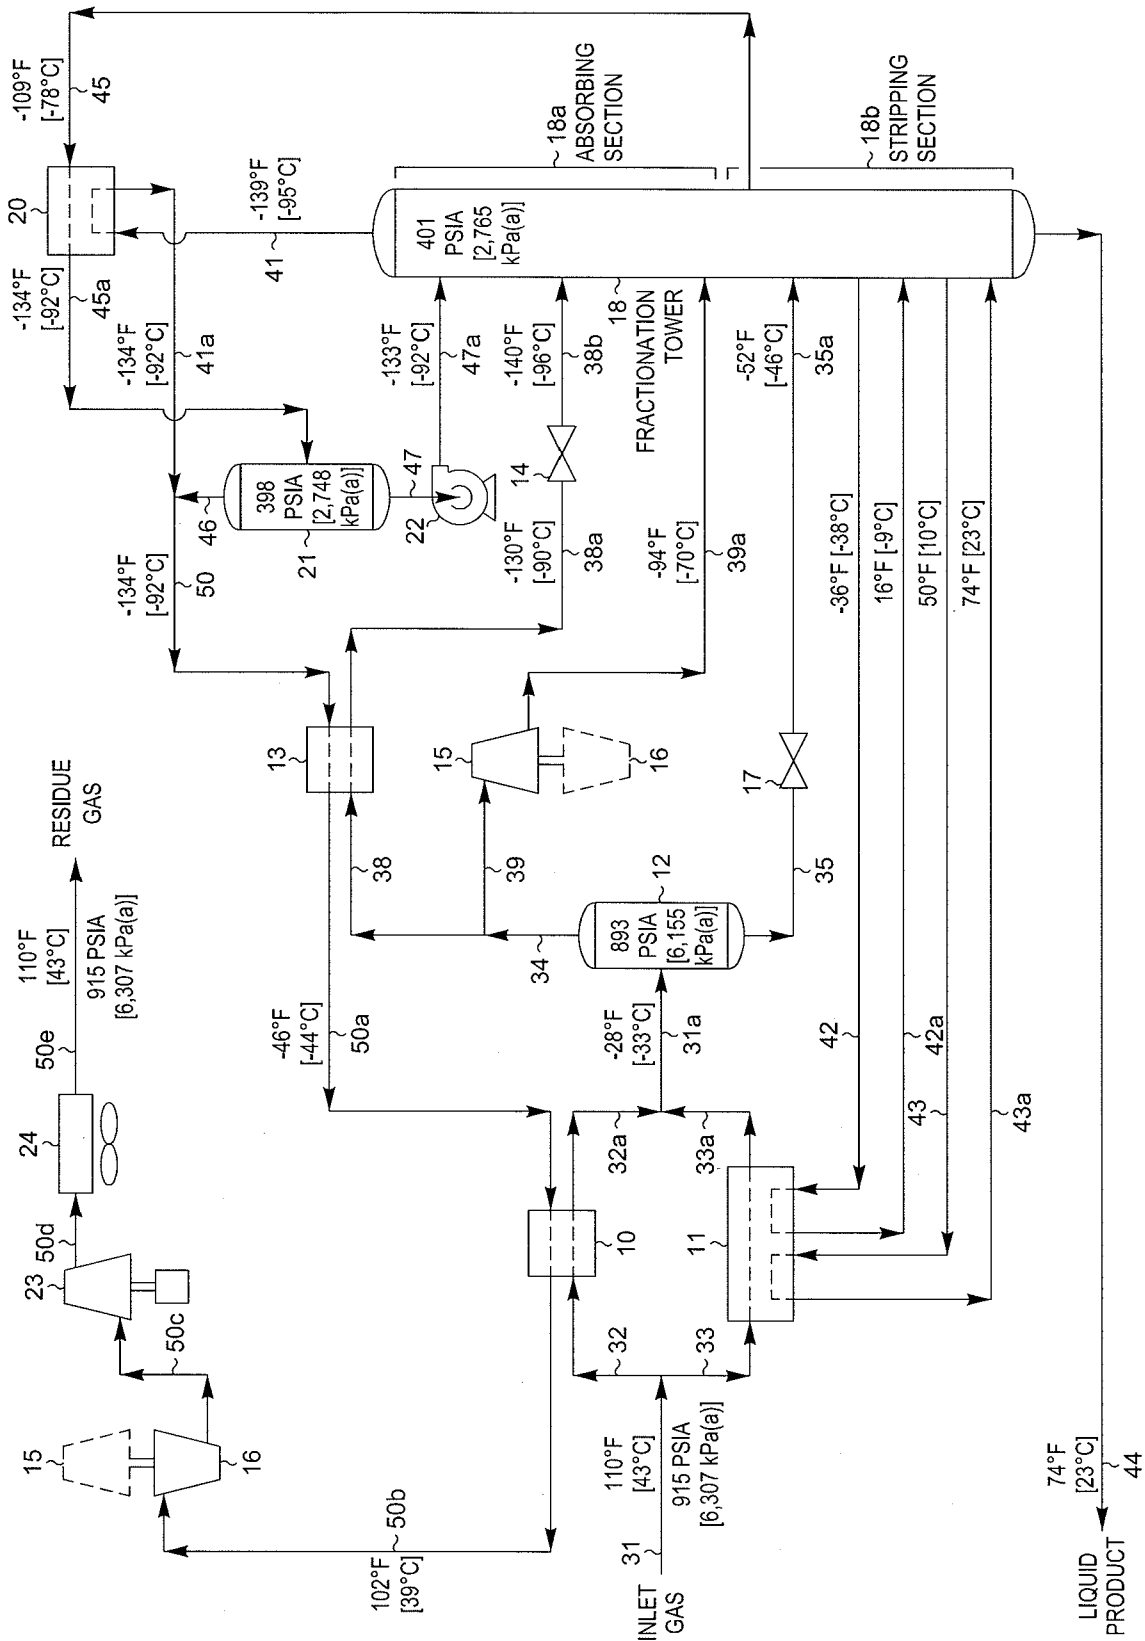 RESIDUE
GAS
110°F
[43°C]
915 PSIA
[6,307 kPa(a)]
50e
24
50d
23
50c
15
16
50b
102°F
[39°C]
-109°F
[-78°C]
45
20
-134°F
[-92°C]
45a
-134°F
[-92°C]
41a
-139°F
[-95°C]
41
46
398
PSIA
[2,748
kPa(a)]
21
47
22
-133°F
[-92°C]
47a
-134°F
[-92°C]
50
13
-46°F
[-44°C]
50a
38
-130°F
[-90°C]
38a
14
-140°F
[-96°C]
38b
401
PSIA
[2,765
kPa(a)]
18
FRACTIONATION
TOWER
18a
ABSORBING
SECTION
18b
STRIPPING
SECTION
15
16
39
-94°F
[-70°C]
39a
34
893
PSIA
[6,155
kPa(a)]
12
35
17
-52°F
[-46°C]
35a
-28°F
[-33°C]
31a
32a
33a
10
11
32
33
INLET
GAS
31
110°F
[43°C]
915 PSIA
[6,307 kPa(a)]
-36°F [-38°C]
42
16°F [-9°C]
42a
50°F [10°C]
43
74°F [23°C]
43a
LIQUID
PRODUCT
74°F
[23°C]
44